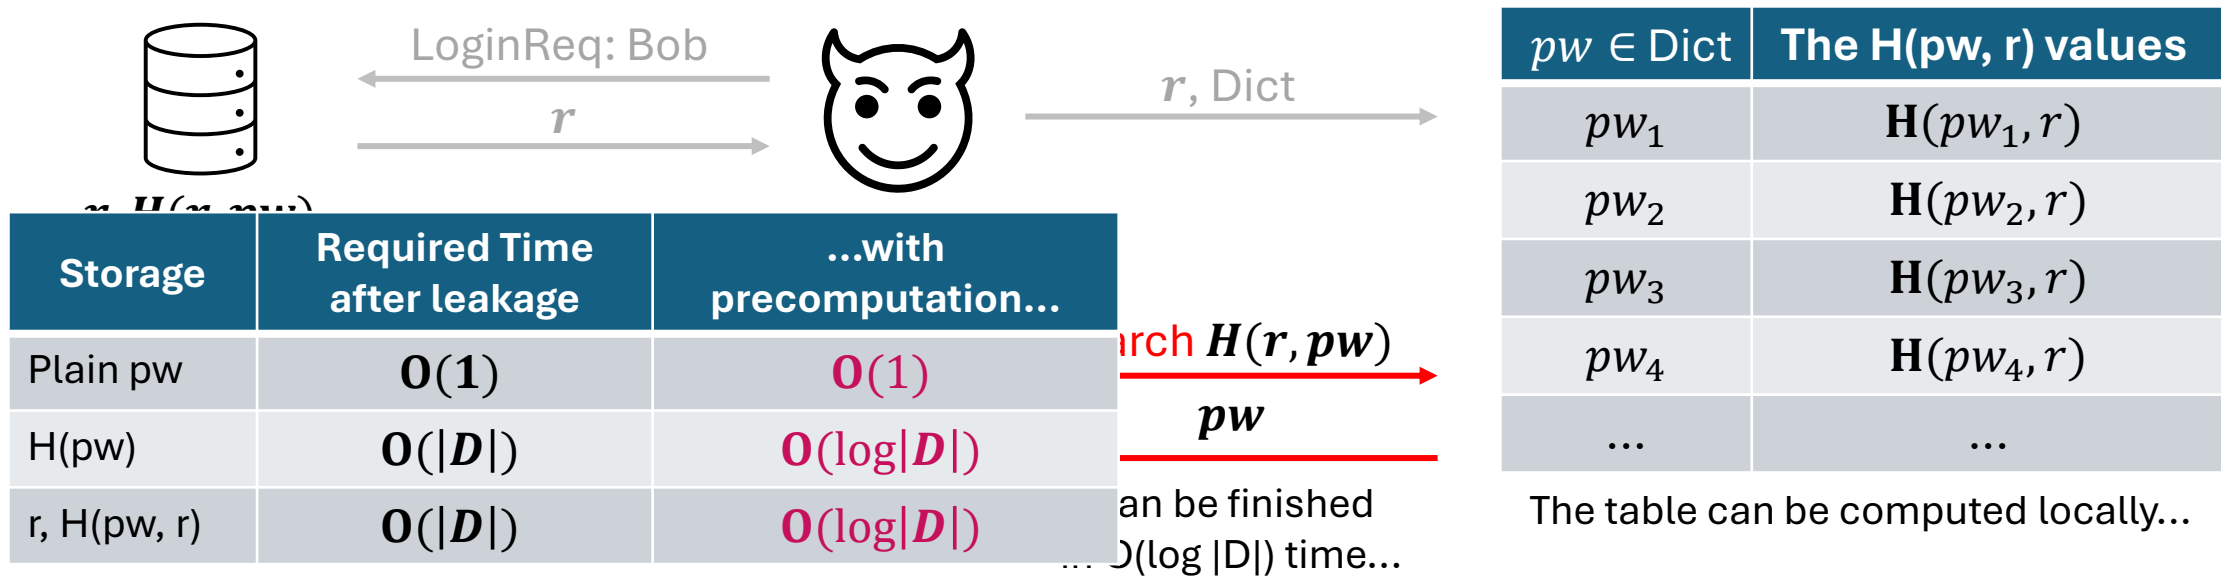 LoginReq: Bob
r
r, Dict
pw ∈ Dict The H(pw, r) values
pw₁ H(pw₁, r)
pw₂ H(pw₂, r)
pw₃ H(pw₃, r)
pw₄ H(pw₄, r)
... ...
The table can be computed locally...
r, H(r, pw)
Storage Required Time after leakage ...with precomputation...
Plain pw O(1) O(1)
H(pw) O(|D|) O(log|D|)
r, H(pw, r) O(|D|) O(log|D|)
H(r, pw)
pw
be finished
O(log |D|) time...